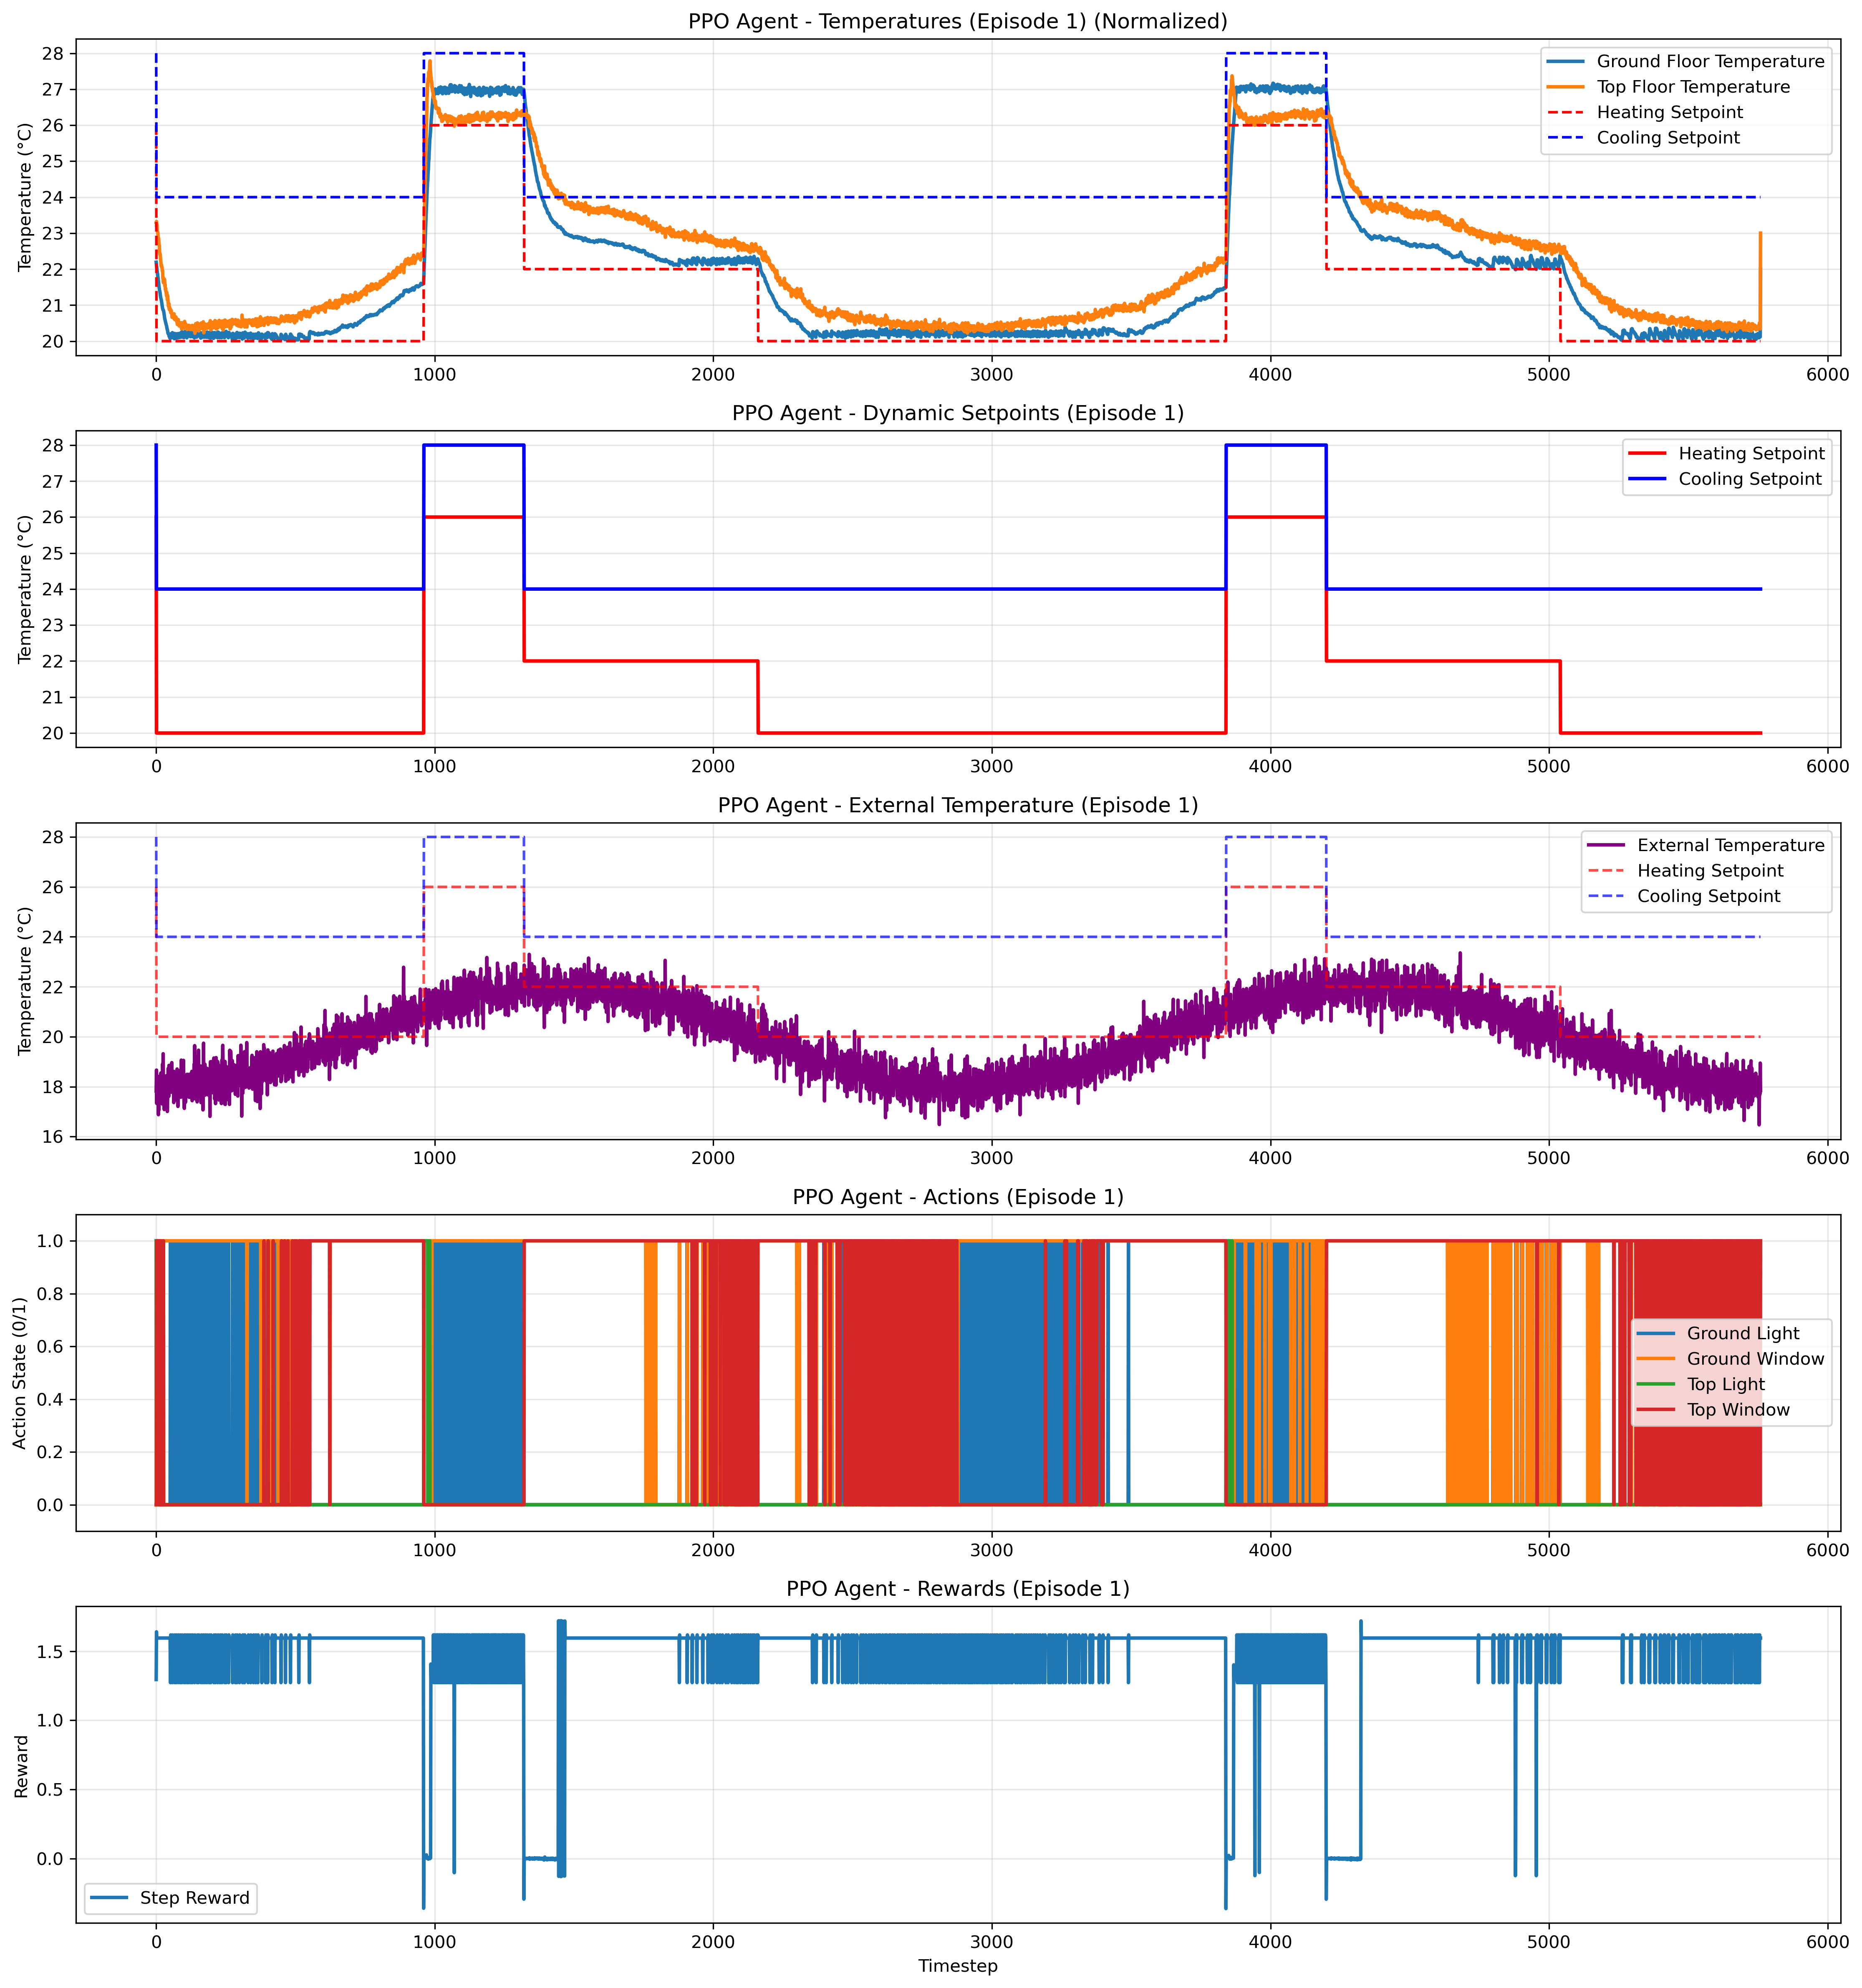 PPO Agent - Temperatures (Episode 1) (Normalized)
Temperature (°C)
28
27
26
25
24
23
22
21
20
Ground Floor Temperature
Top Floor Temperature
Heating Setpoint
Cooling Setpoint
0 1000 2000 3000 4000 5000 6000
PPO Agent - Dynamic Setpoints (Episode 1)
Temperature (°C)
28
27
26
25
24
23
22
21
20
Heating Setpoint
Cooling Setpoint
0 1000 2000 3000 4000 5000 6000
PPO Agent - External Temperature (Episode 1)
Temperature (°C)
28
26
24
22
20
18
16
External Temperature
Heating Setpoint
Cooling Setpoint
0 1000 2000 3000 4000 5000 6000
PPO Agent - Actions (Episode 1)
Action State (0/1)
1.0
0.8
0.6
0.4
0.2
0.0
Ground Light
Ground Window
Top Light
Top Window
0 1000 2000 3000 4000 5000 6000
PPO Agent - Rewards (Episode 1)
Reward
1.5
1.0
0.5
0.0
Step Reward
0 1000 2000 3000 4000 5000 6000
Timestep